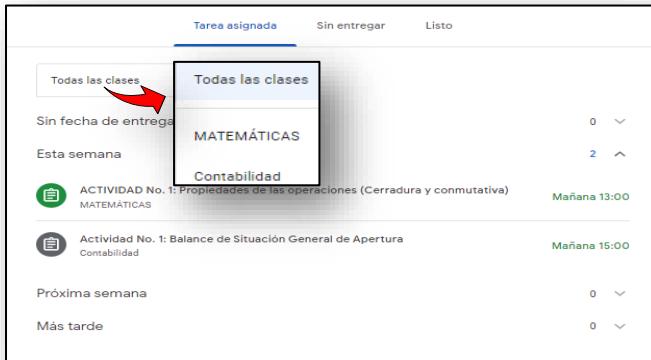 Tarea asignada Sin entregar Listo
Todas las clases
Todas las clases
MATEMÁTICAS
Contabilidad
Sin fecha de entrega 0
Esta semana 2
ACTIVIDAD No. 1: Propiedades de las operaciones (Cerradura y conmutativa) Mañana 13:00
MATEMÁTICAS
Actividad No. 1: Balance de Situación General de Apertura Mañana 15:00
Contabilidad
Próxima semana 0
Más tarde 0